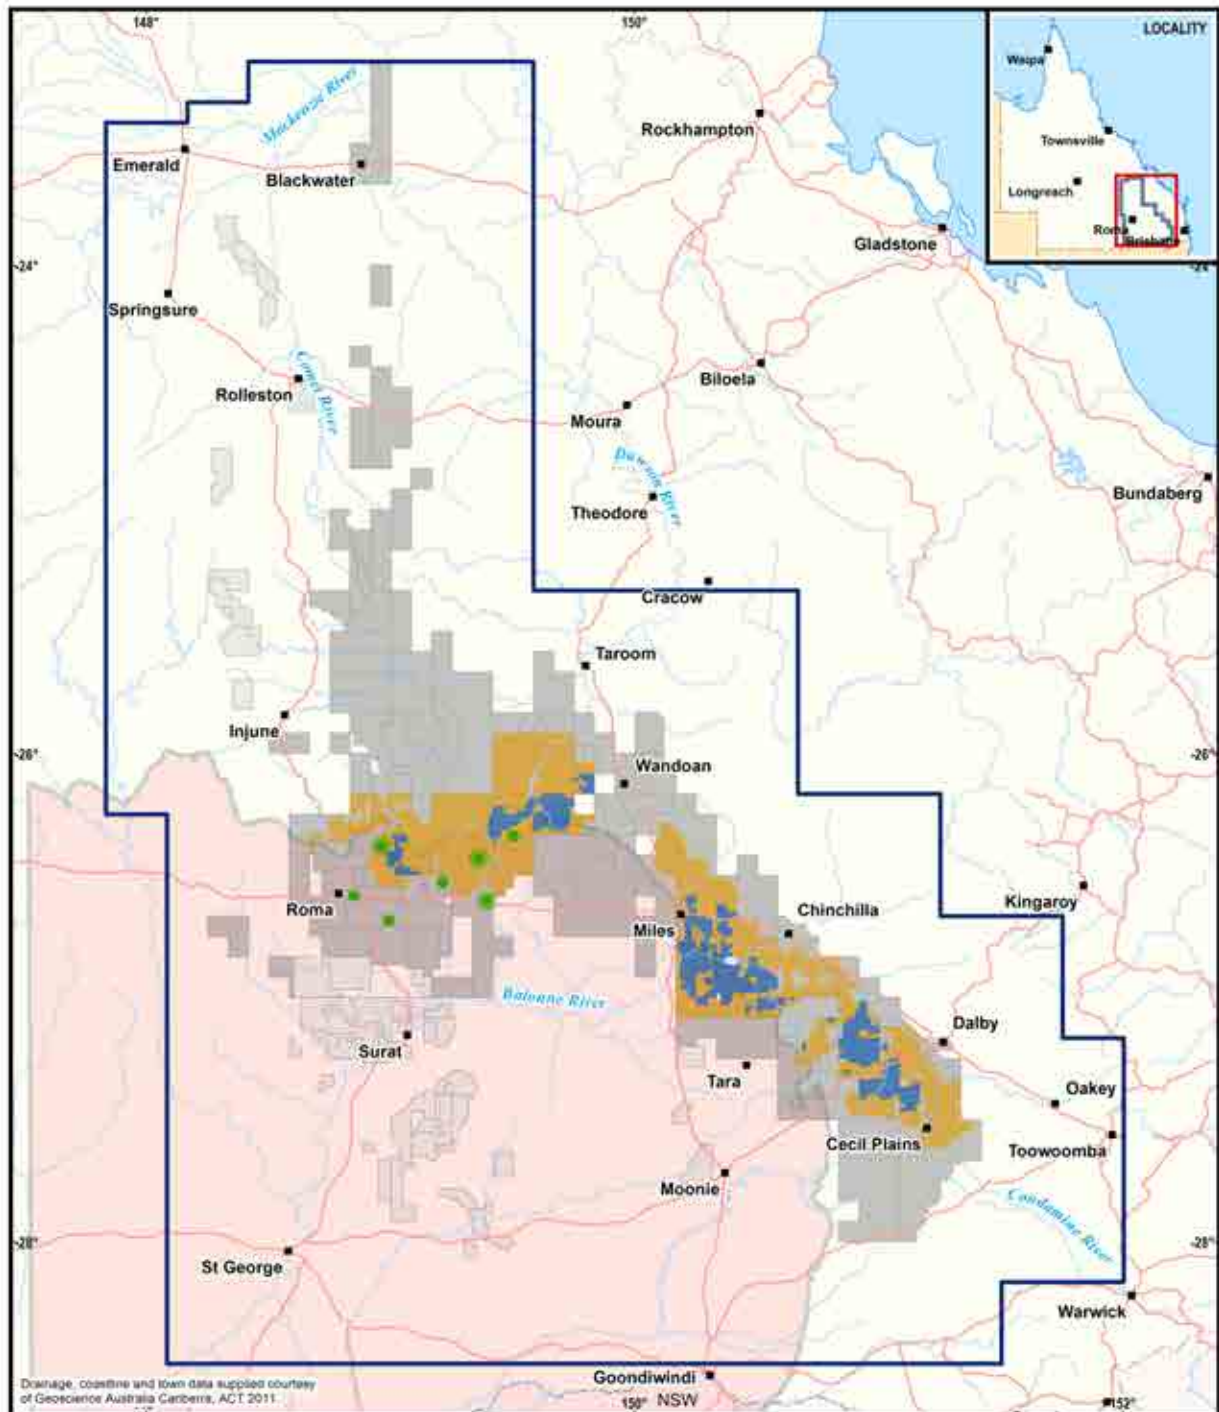 148°
150°
LOCALITY
Weipa
Townsville
Longreach
Roma
Brisbane
Mackenzie River
Rockhampton
Emerald
Blackwater
Gladstone
-24°
-24°
Springsure
Comet River
Rolleston
Biloela
Moura
Dawson River
Bundaberg
Theodore
Cracow
Taroom
Injune
-26°
-26°
Wandoan
Roma
Kingaroy
Chinchilla
Miles
Balonne River
Dalby
Surat
Tara
Oakey
Cecil Plains
Toowoomba
Moonie
Condamine River
-28°
-28°
St George
Warwick
Goondiwindi
Drainage, coastline and town data supplied courtesy
of Geoscience Australia Canberra, ACT 2011
150°
NSW
152°